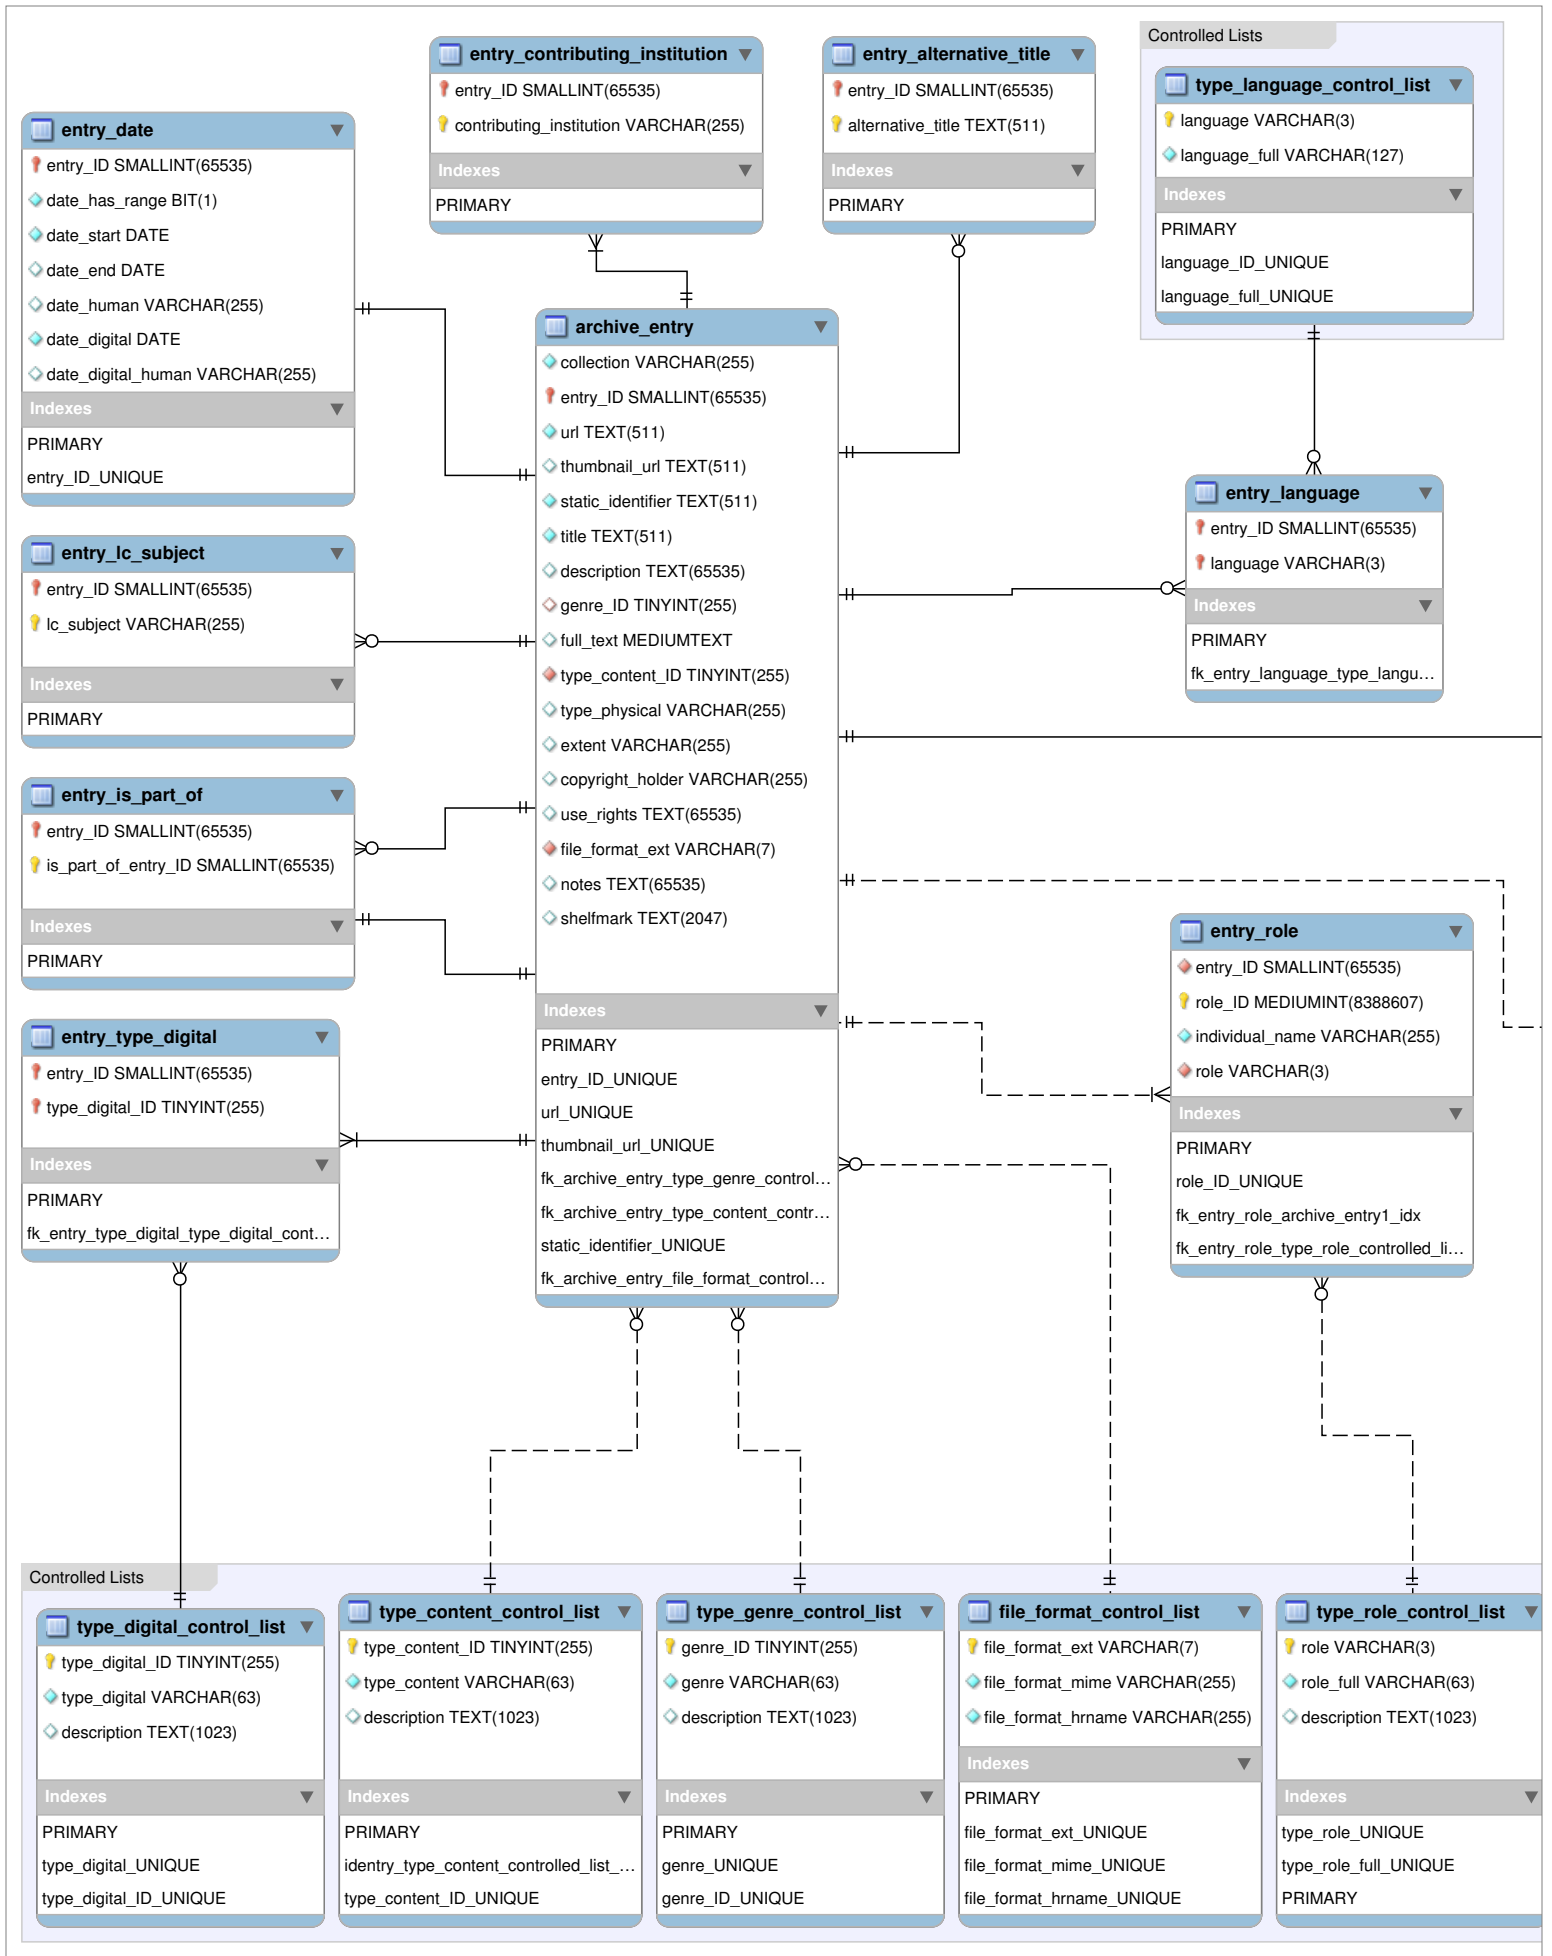 entry_contributing_institution
entry_ID SMALLINT(65535)
contributing_institution VARCHAR(255)
Indexes
PRIMARY
entry_alternative_title
entry_ID SMALLINT(65535)
alternative_title TEXT(511)
Indexes
PRIMARY
Controlled Lists
type_language_control_list
language VARCHAR(3)
language_full VARCHAR(127)
Indexes
PRIMARY
language_ID_UNIQUE
language_full_UNIQUE
entry_date
entry_ID SMALLINT(65535)
date_has_range BIT(1)
date_start DATE
date_end DATE
date_human VARCHAR(255)
date_digital DATE
date_digital_human VARCHAR(255)
Indexes
PRIMARY
entry_ID_UNIQUE
archive_entry
collection VARCHAR(255)
entry_ID SMALLINT(65535)
url TEXT(511)
thumbnail_url TEXT(511)
static_identifier TEXT(511)
title TEXT(511)
description TEXT(65535)
genre_ID TINYINT(255)
full_text MEDIUMTEXT
type_content_ID TINYINT(255)
type_physical VARCHAR(255)
extent VARCHAR(255)
copyright_holder VARCHAR(255)
use_rights TEXT(65535)
file_format_ext VARCHAR(7)
notes TEXT(65535)
shelfmark TEXT(2047)
Indexes
PRIMARY
entry_ID_UNIQUE
url_UNIQUE
thumbnail_url_UNIQUE
fk_archive_entry_type_genre_control...
fk_archive_entry_type_content_contr...
static_identifier_UNIQUE
fk_archive_entry_file_format_control...
entry_language
entry_ID SMALLINT(65535)
language VARCHAR(3)
Indexes
PRIMARY
fk_entry_language_type_langu...
entry_lc_subject
entry_ID SMALLINT(65535)
lc_subject VARCHAR(255)
Indexes
PRIMARY
entry_is_part_of
entry_ID SMALLINT(65535)
is_part_of_entry_ID SMALLINT(65535)
Indexes
PRIMARY
entry_role
entry_ID SMALLINT(65535)
role_ID MEDIUMINT(8388607)
individual_name VARCHAR(255)
role VARCHAR(3)
Indexes
PRIMARY
role_ID_UNIQUE
fk_entry_role_archive_entry1_idx
fk_entry_role_type_role_controlled_li...
entry_type_digital
entry_ID SMALLINT(65535)
type_digital_ID TINYINT(255)
Indexes
PRIMARY
fk_entry_type_digital_type_digital_cont...
Controlled Lists
type_digital_control_list
type_digital_ID TINYINT(255)
type_digital VARCHAR(63)
description TEXT(1023)
Indexes
PRIMARY
type_digital_UNIQUE
type_digital_ID_UNIQUE
type_content_control_list
type_content_ID TINYINT(255)
type_content VARCHAR(63)
description TEXT(1023)
Indexes
PRIMARY
identry_type_content_controlled_list_...
type_content_ID_UNIQUE
type_genre_control_list
genre_ID TINYINT(255)
genre VARCHAR(63)
description TEXT(1023)
Indexes
PRIMARY
genre_UNIQUE
genre_ID_UNIQUE
file_format_control_list
file_format_ext VARCHAR(7)
file_format_mime VARCHAR(255)
file_format_hrname VARCHAR(255)
Indexes
PRIMARY
file_format_ext_UNIQUE
file_format_mime_UNIQUE
file_format_hrname_UNIQUE
type_role_control_list
role VARCHAR(3)
role_full VARCHAR(63)
description TEXT(1023)
Indexes
type_role_UNIQUE
type_role_full_UNIQUE
PRIMARY